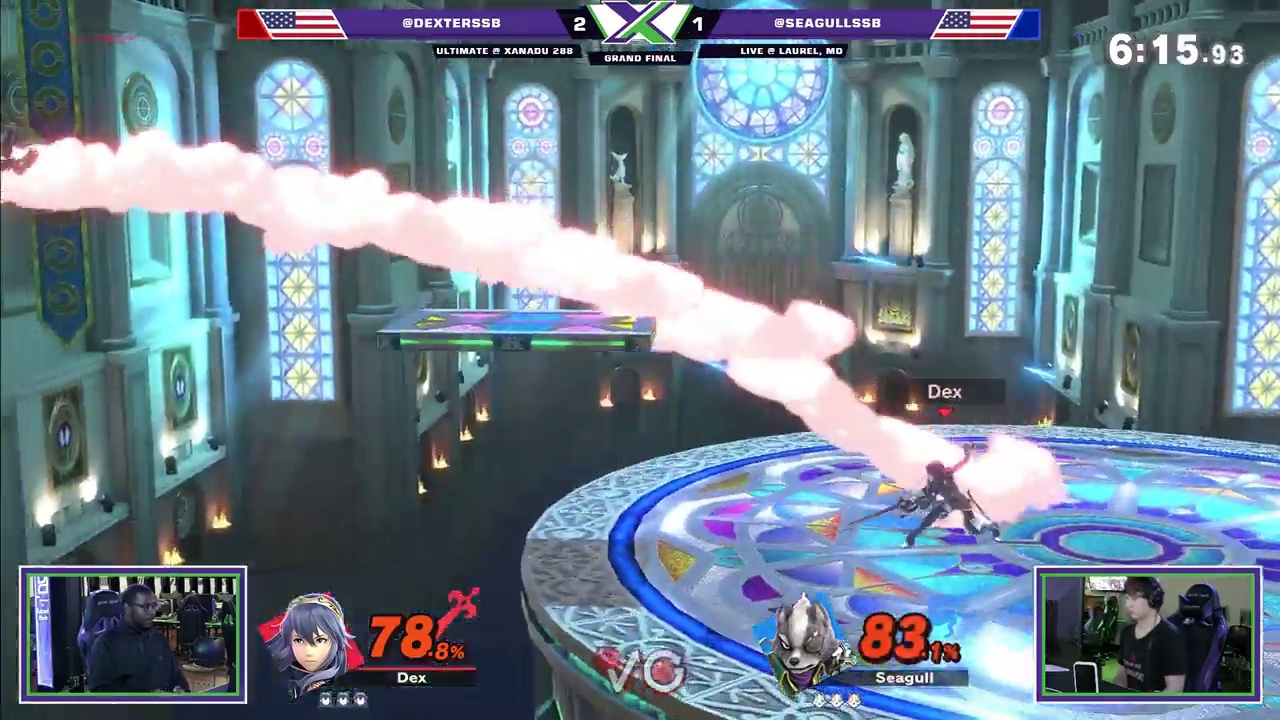 @DEXTERSSB
2
1
@SEAGULLSSB
ULTIMATE @ XANADU 288
GRAND FINAL
LIVE @ LAUREL, MD
6:15.93
Dex
78.8%
Dex
83.1%
Seagull